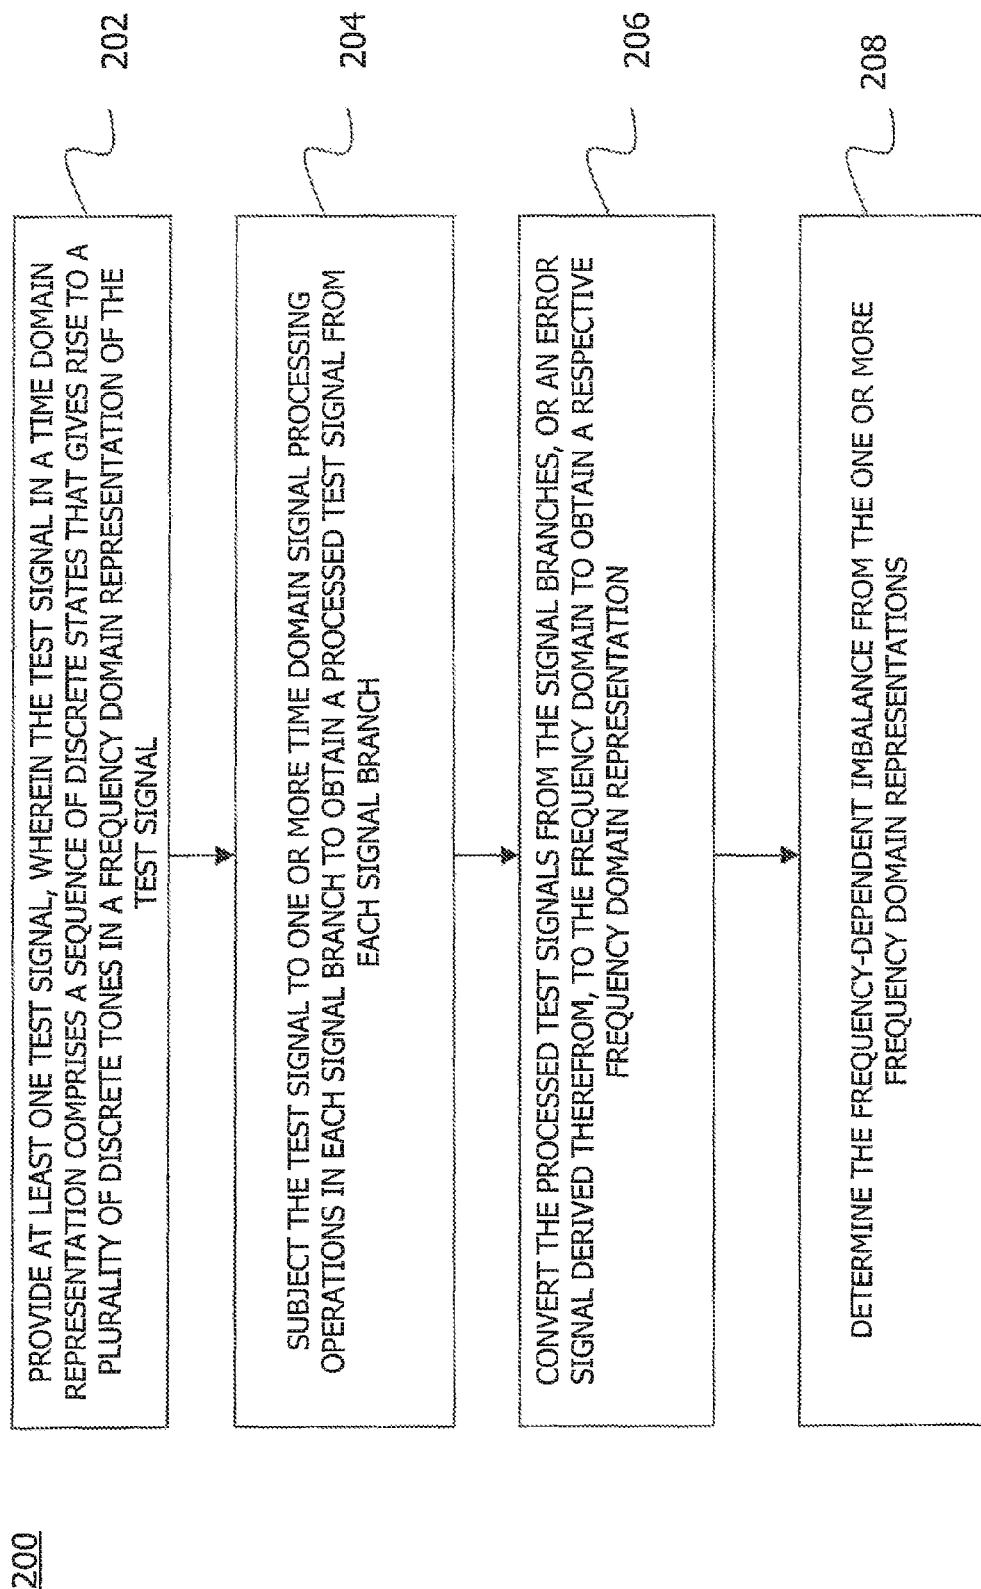 200
PROVIDE AT LEAST ONE TEST SIGNAL, WHEREIN THE TEST SIGNAL IN A TIME DOMAIN
REPRESENTATION COMPRISES A SEQUENCE OF DISCRETE STATES THAT GIVES RISE TO A
PLURALITY OF DISCRETE TONES IN A FREQUENCY DOMAIN REPRESENTATION OF THE
TEST SIGNAL
202
SUBJECT THE TEST SIGNAL TO ONE OR MORE TIME DOMAIN SIGNAL PROCESSING
OPERATIONS IN EACH SIGNAL BRANCH TO OBTAIN A PROCESSED TEST SIGNAL FROM
EACH SIGNAL BRANCH
204
CONVERT THE PROCESSED TEST SIGNALS FROM THE SIGNAL BRANCHES, OR AN ERROR
SIGNAL DERIVED THEREFROM, TO THE FREQUENCY DOMAIN TO OBTAIN A RESPECTIVE
FREQUENCY DOMAIN REPRESENTATION
206
DETERMINE THE FREQUENCY-DEPENDENT IMBALANCE FROM THE ONE OR MORE
FREQUENCY DOMAIN REPRESENTATIONS
208